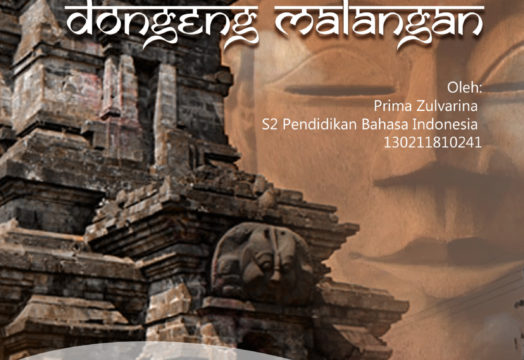 dongeng malangan
Oleh:
Prima Zulvarina
S2 Pendidikan Bahasa Indonesia
130211810241